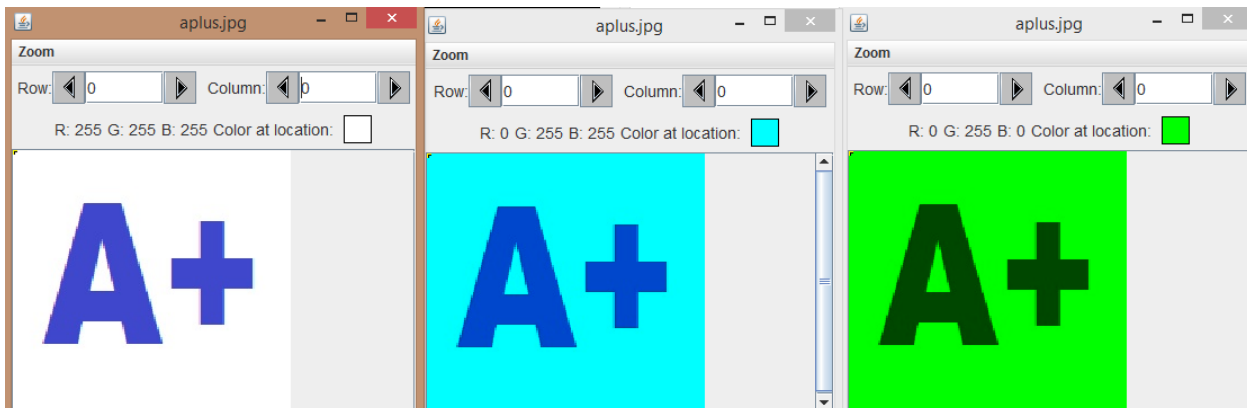 aplus.jpg
Zoom
Row: 0 Column: 0
R: 255 G: 255 B: 255 Color at location:
A+
aplus.jpg
Zoom
Row: 0 Column: 0
R: 0 G: 255 B: 255 Color at location:
A+
aplus.jpg
Zoom
Row: 0 Column: 0
R: 0 G: 255 B: 0 Color at location:
A+